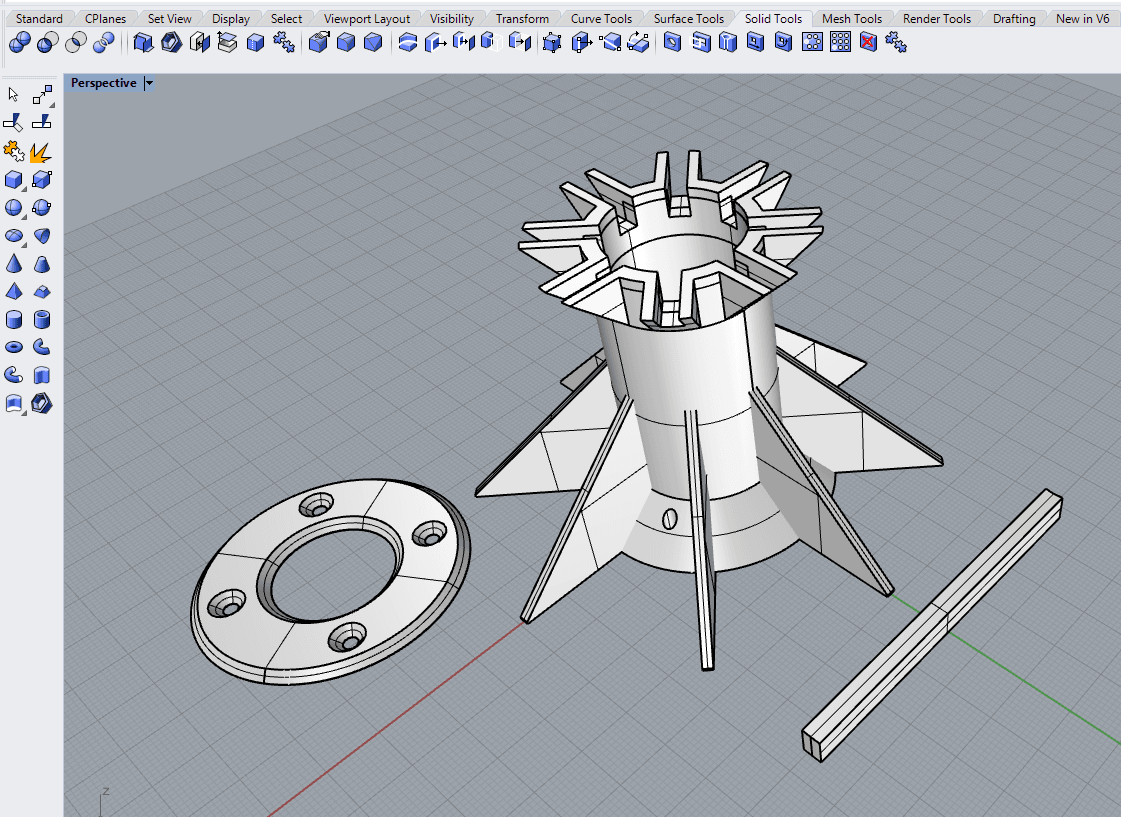 Standard CPlanes Set View Display Select Viewport Layout Visibility Transform Curve Tools Surface Tools Solid Tools Mesh Tools Render Tools Drafting New in V6
Perspective
z